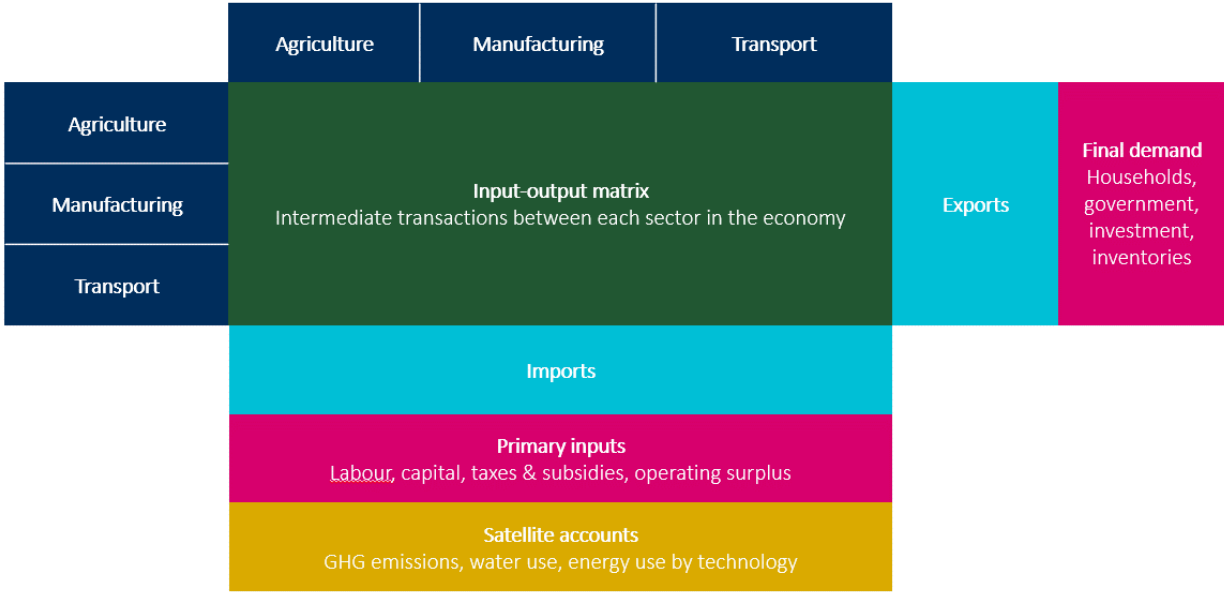 Agriculture
Manufacturing
Transport
Agriculture
Manufacturing
Transport
Input-output matrix
Intermediate transactions between each sector in the economy
Exports
Final demand
Households,
government,
investment,
inventories
Imports
Primary inputs
Labour, capital, taxes & subsidies, operating surplus
Satellite accounts
GHG emissions, water use, energy use by technology